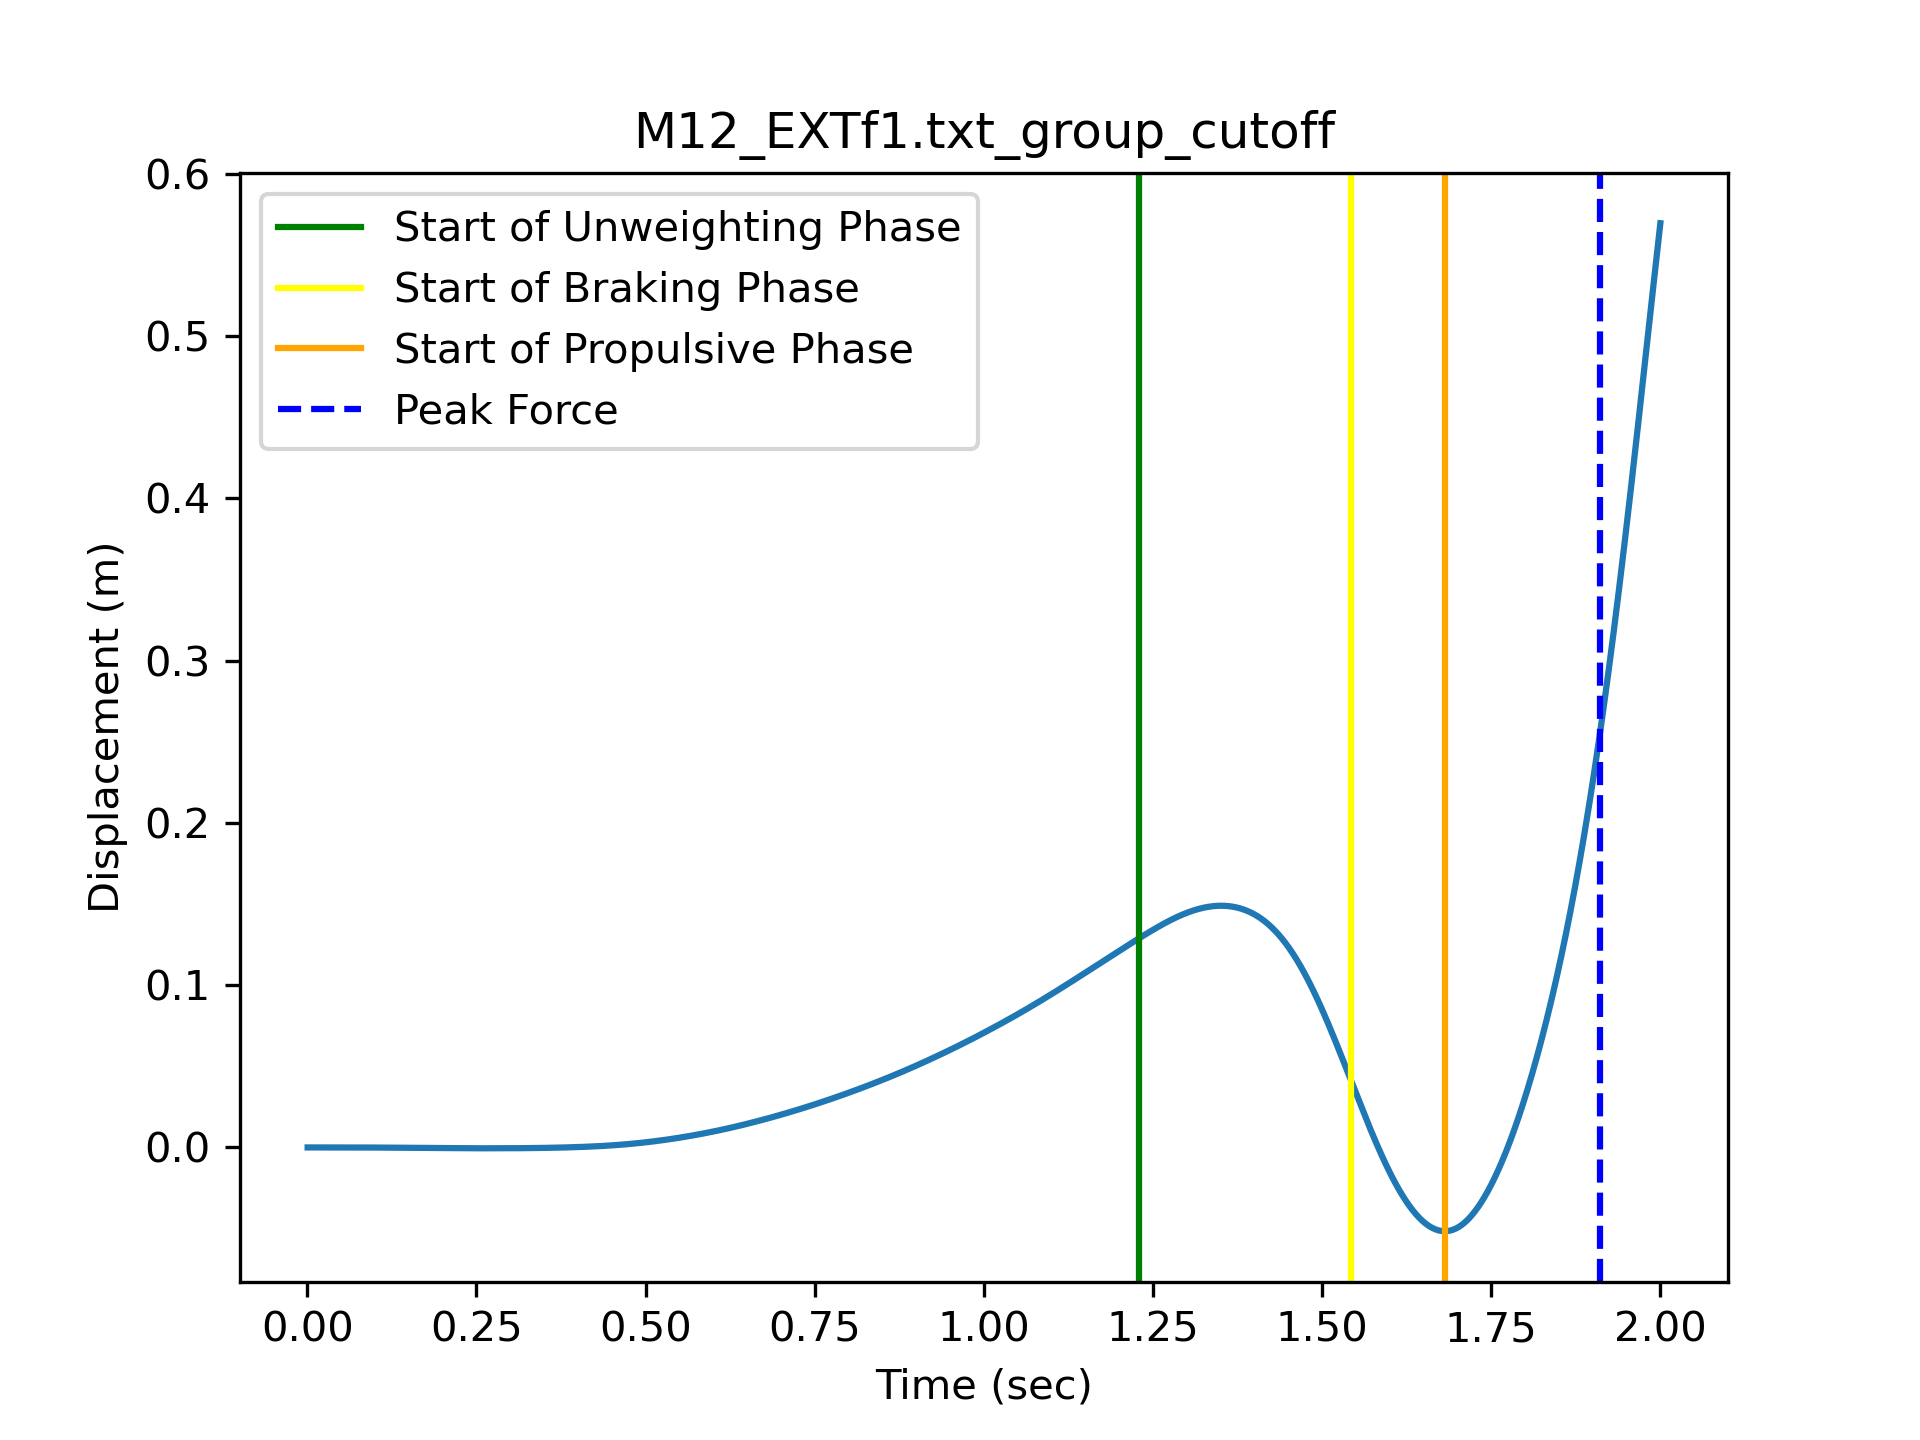 M12_EXTf1.txt_group_cutoff
0.6
0.5
0.4
0.3
0.2
0.1
0.0
Displacement (m)
Start of Unweighting Phase
Start of Braking Phase
Start of Propulsive Phase
Peak Force
0.00 0.25 0.50 0.75 1.00 1.25 1.50 1.75 2.00
Time (sec)